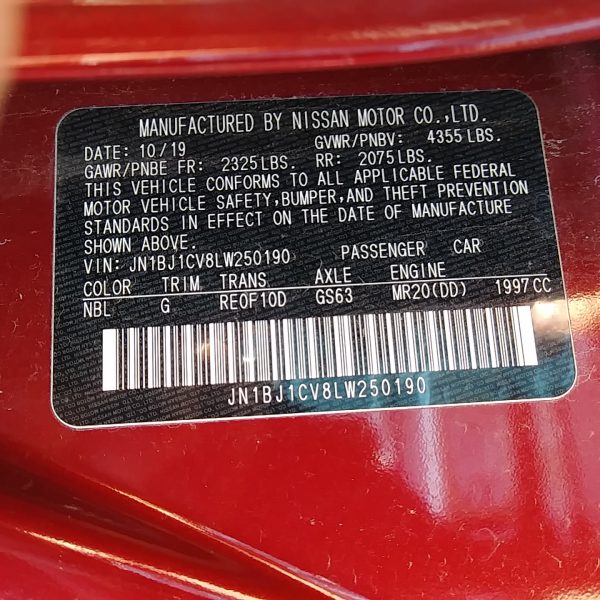 MANUFACTURED BY NISSAN MOTOR CO.,LTD.
DATE: 10/19 GVWR/PNBV: 4355 LBS.
GAWR/PNBE FR: 2325 LBS. RR: 2075 LBS.
THIS VEHICLE CONFORMS TO ALL APPLICABLE FEDERAL
MOTOR VEHICLE SAFETY, BUMPER, AND THEFT PREVENTION
STANDARDS IN EFFECT ON THE DATE OF MANUFACTURE
SHOWN ABOVE.
VIN: JN1BJ1CV8LW250190 PASSENGER CAR
COLOR TRIM TRANS AXLE ENGINE
NBL G RE0F10D GS63 MR20(DD) 1997 CC
JN1BJ1CV8LW250190